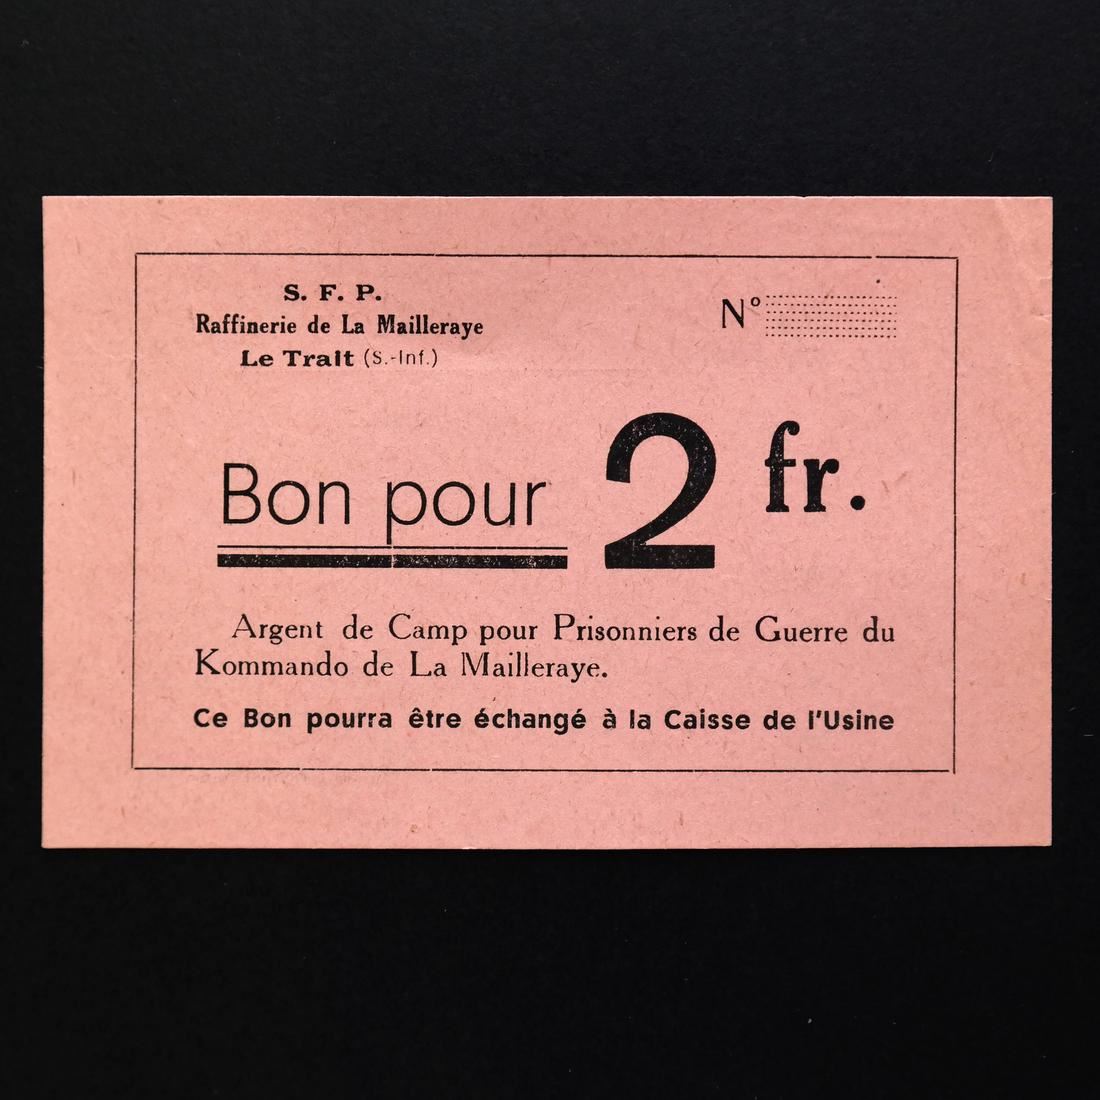 S. F. P.
Raffinerie de La Mailleraye
Le Trait (S.-Inf.)
N°
Bon pour 2 fr.
Argent de Camp pour Prisonniers de Guerre du
Kommando de La Mailleraye.
Ce Bon pourra être échangé à la Caisse de l'Usine